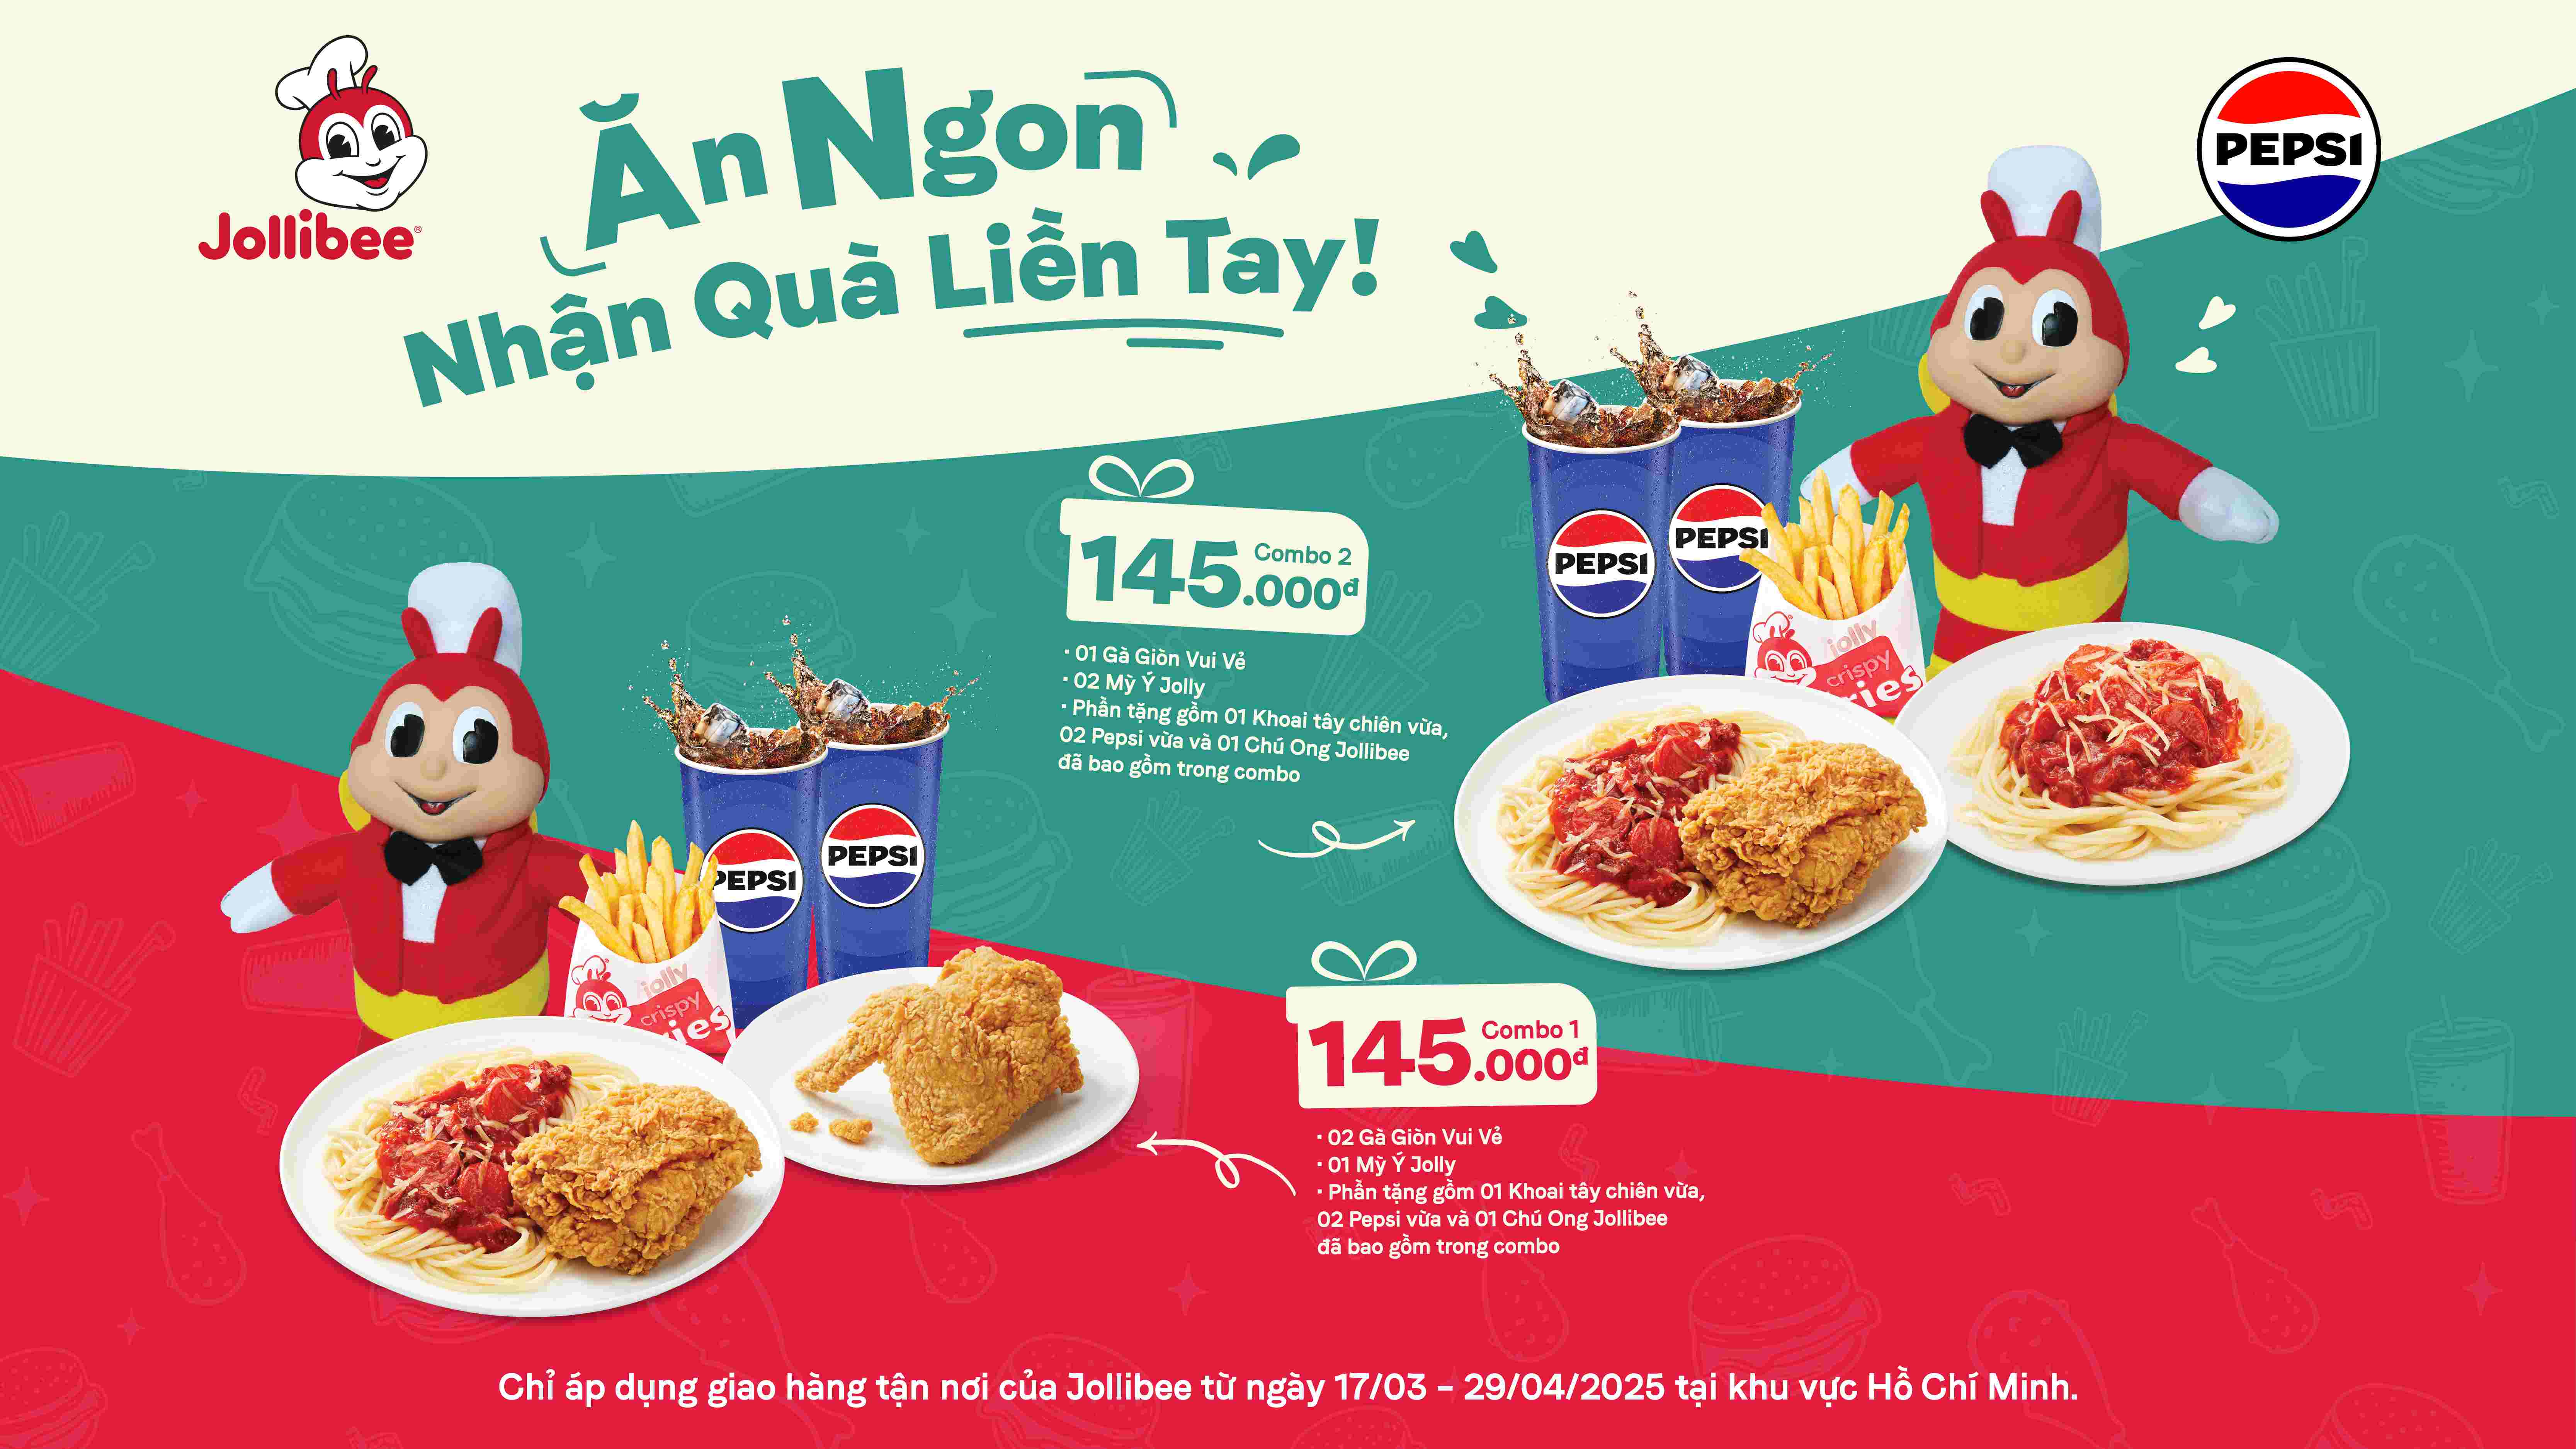 Jollibee
Ăn Ngon
Nhận Quà Liền Tay!
PEPSI
Combo 2
145.000đ
· 01 Gà Giòn Vui Vẻ
· 02 Mỳ Ý Jolly
· Phần tặng gồm 01 Khoai tây chiên vừa,
02 Pepsi vừa và 01 Chú Ong Jollibee
đã bao gồm trong combo
PEPSI
PEPSI
jolly
crispy
ries
PEPSI
PEPSI
jolly
crispy
ies
Combo 1
145.000đ
· 02 Gà Giòn Vui Vẻ
· 01 Mỳ Ý Jolly
· Phần tặng gồm 01 Khoai tây chiên vừa,
02 Pepsi vừa và 01 Chú Ong Jollibee
đã bao gồm trong combo
Chỉ áp dụng giao hàng tận nơi của Jollibee từ ngày 17/03 - 29/04/2025 tại khu vực Hồ Chí Minh.